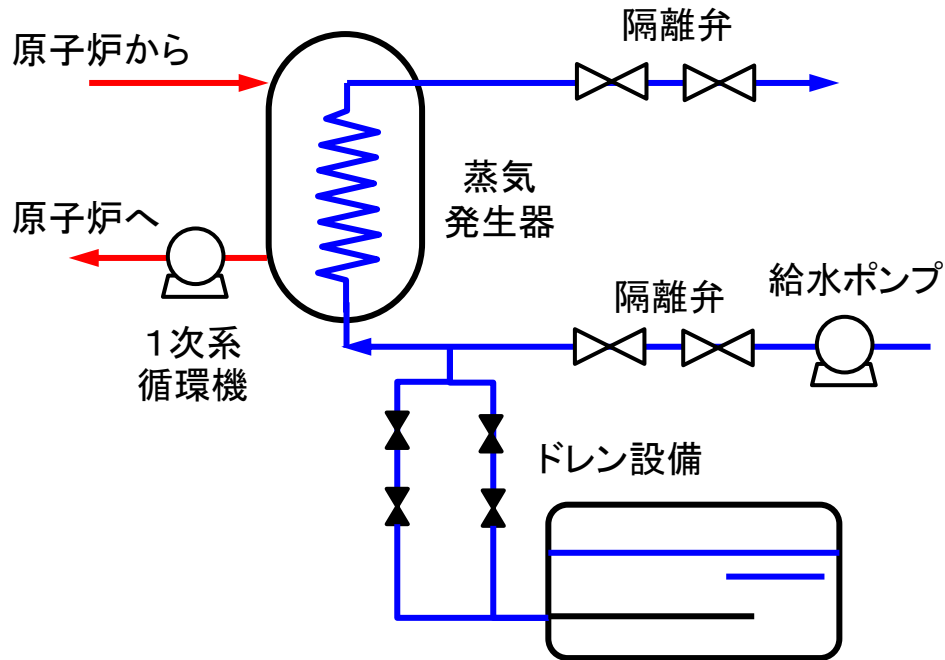 原子炉から
隔離弁
蒸気
発生器
原子炉へ
隔離弁
給水ポンプ
１次系
循環機
ドレン設備